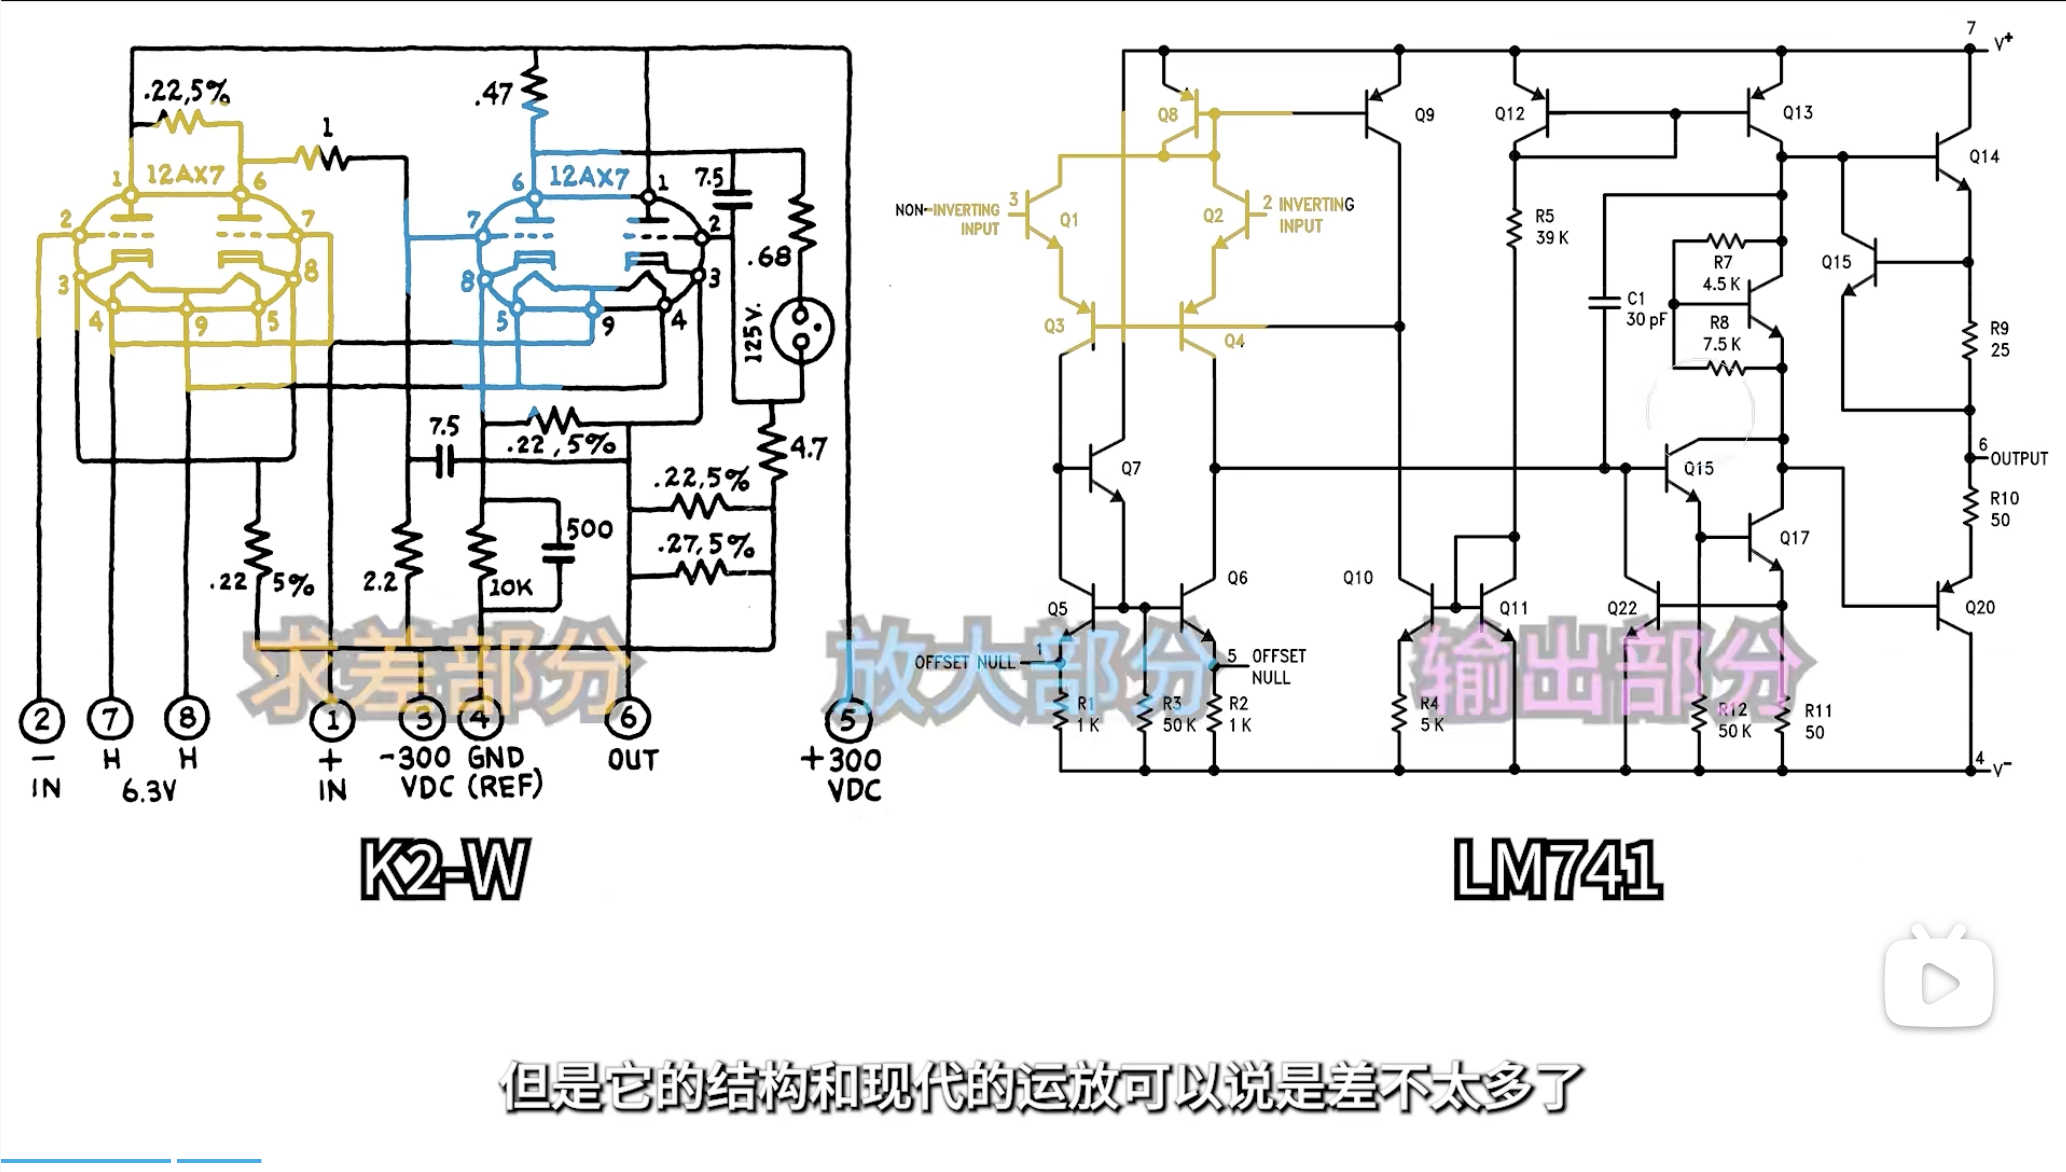 .22,5%
.47
1
12AX7
12AX7
7.5
1
6
6
1
2
7
7
2
.68
3
8
8
3
4
9
5
5
9
4
125V.
7.5
.22,5%
4.7
.22,5%
500
.27,5%
.22 5%
2.2
10K
求差部分
放大部分
输出部分
2
7
8
1
3
4
6
5
- IN
H
H
6.3V
+ IN
-300 VDC
GND (REF)
OUT
+300 VDC
K2-W
7
V+
Q8
Q9
Q12
Q13
Q14
3
NON-INVERTING
INPUT
Q1
Q2
2 INVERTING
INPUT
R5
39 K
Q15
R7
4.5 K
C1
30 pF
R8
7.5 K
Q3
Q4
R9
25
Q7
Q15
6
OUTPUT
R10
50
Q17
Q5
Q6
Q10
Q11
Q22
Q20
OFFSET NULL
1
5
OFFSET
NULL
R1
1 K
R3
50 K
R2
1 K
R4
5 K
R12
50 K
R11
50
4
V-
LM741
但是它的结构和现代的运放可以说是差不太多了